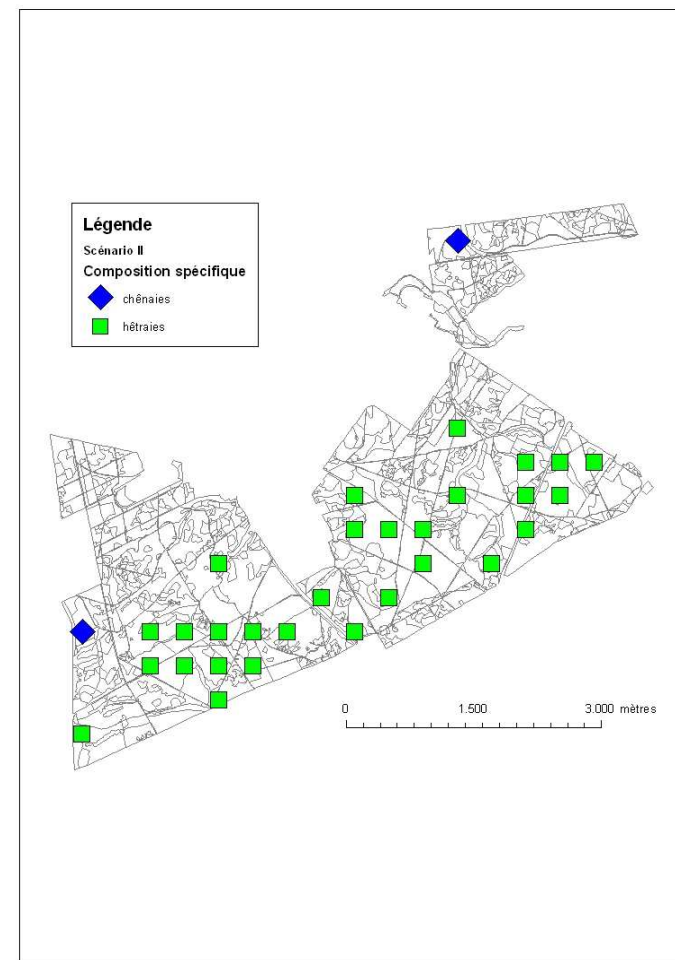 Légende
Scénario II
Composition spécifique
chênaies
hêtraies
0 1.500 3.000 mètres